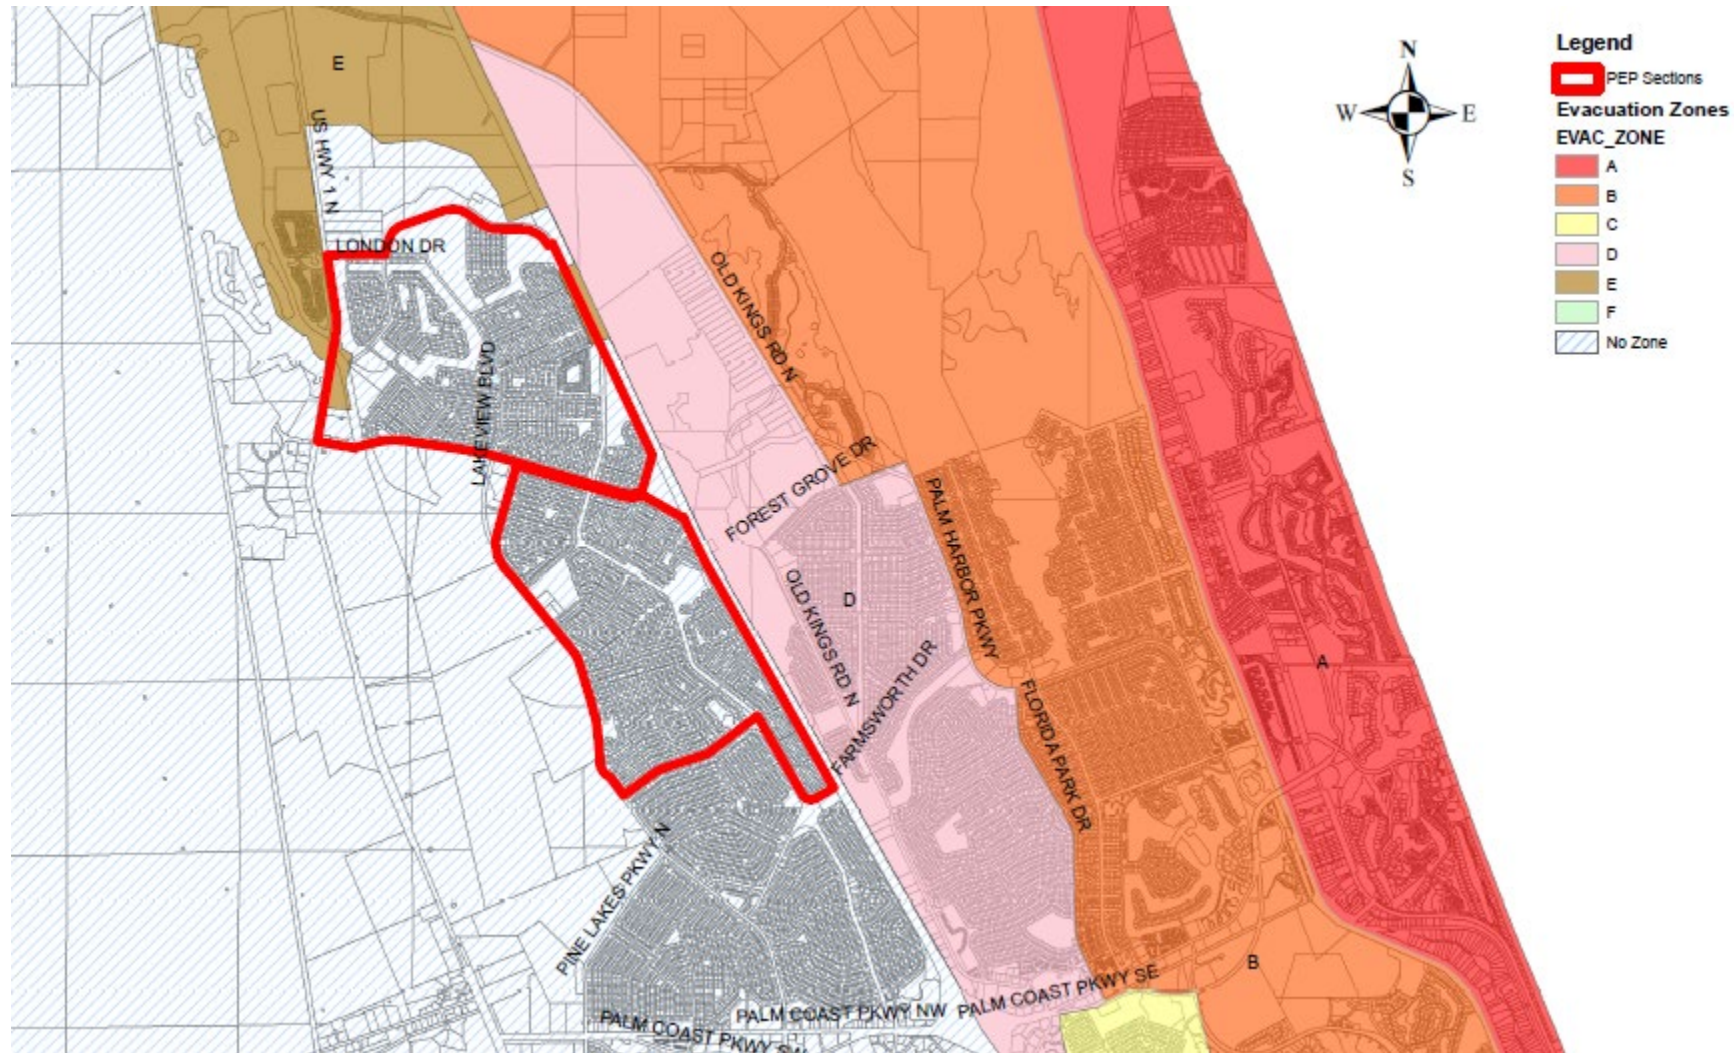 N
W
E
S
Legend
PEP Sections
Evacuation Zones
EVAC_ZONE
A
B
C
D
E
F
No Zone
E
US HWY 1 N
LONDON DR
LAKEVIEW BLVD
OLD KINGS RD N
FOREST GROVE DR
PALM HARBOR PKWY
D
OLD KINGS RD N
FARMSWORTH DR
FLORIDA PARK DR
A
PINE LAKES PKWY N
B
PALM COAST PKWY NW
PALM COAST PKWY SE
PALM COAST PKWY SW